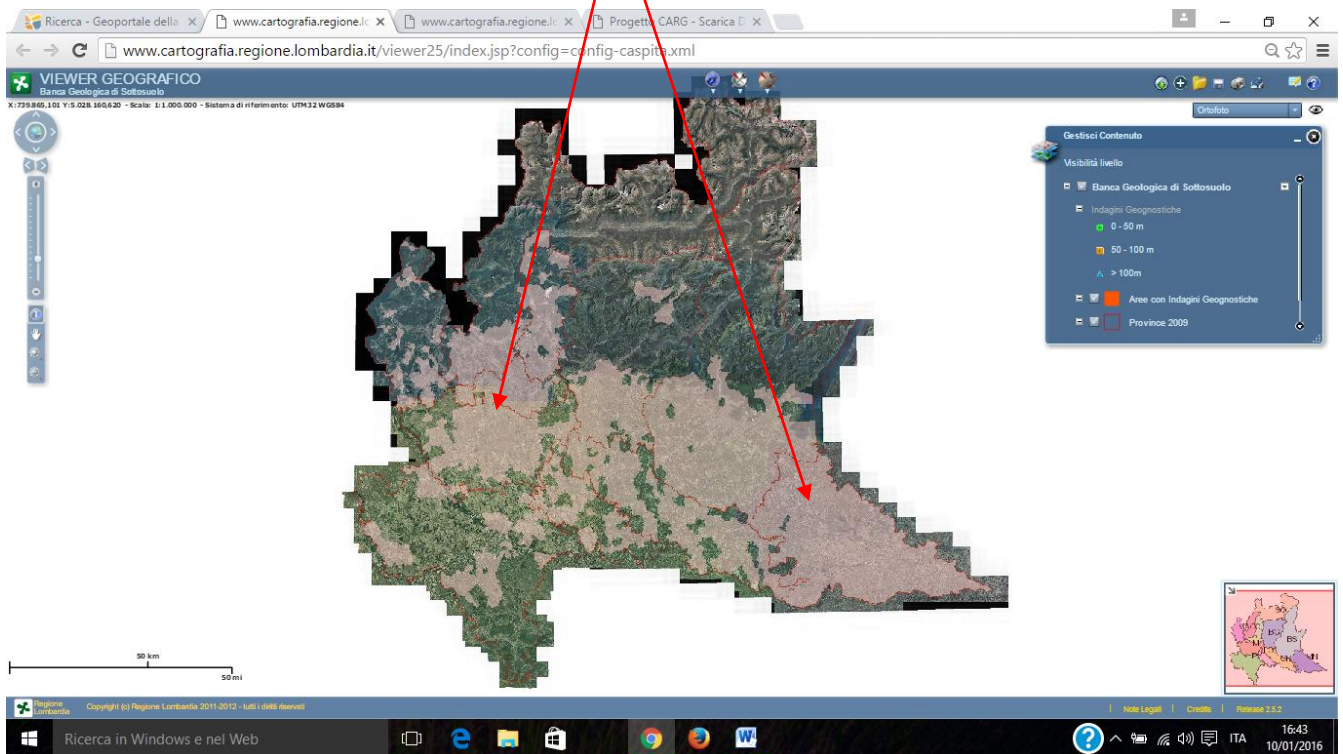 Ricerca - Geoportale della
www.cartografia.regione.lo
www.cartografia.regione.lo
Progetto CARG - Scarica D
www.cartografia.regione.lombardia.it/viewer25/index.jsp?config=config-caspita.xml
VIEWER GEOGRAFICO
Banca Geologica di Sottosuolo
X:739.865,101 Y:5.028.160,620 - Scala: 1:1.000.000 - Sistema di riferimento: UTM32 WGS84
Ortofoto
Gestisci Contenuto
Visibilità livello
Banca Geologica di Sottosuolo
Indagini Geognostiche
0 - 50 m
50 - 100 m
> 100m
Aree con Indagini Geognostiche
Province 2009
50 km
50 mi
BG
BS
MN
Regione Lombardia
Copyright (c) Regione Lombardia 2011-2012 - tutti i diritti riservati
Note Legali | Credits | Release 2.5.2
Ricerca in Windows e nel Web
ITA
16:43
10/01/2016